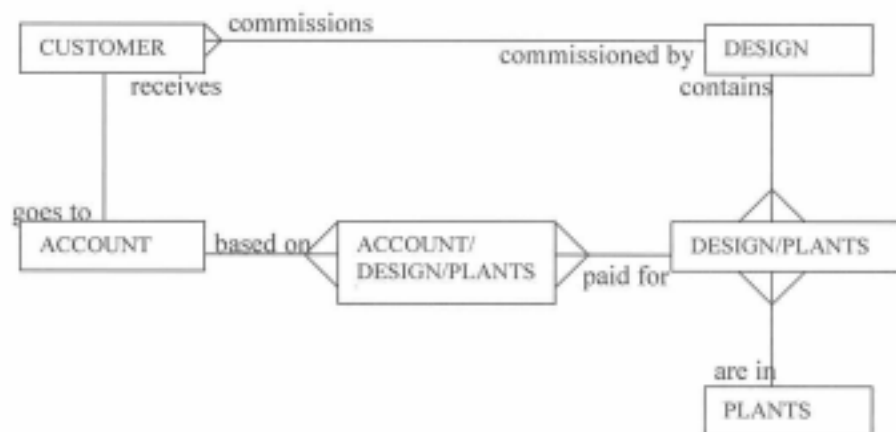 commissions
CUSTOMER
DESIGN
commissioned by
receives
contains
goes to
ACCOUNT
based on
ACCOUNT/
DESIGN/PLANTS
paid for
DESIGN/PLANTS
are in
PLANTS